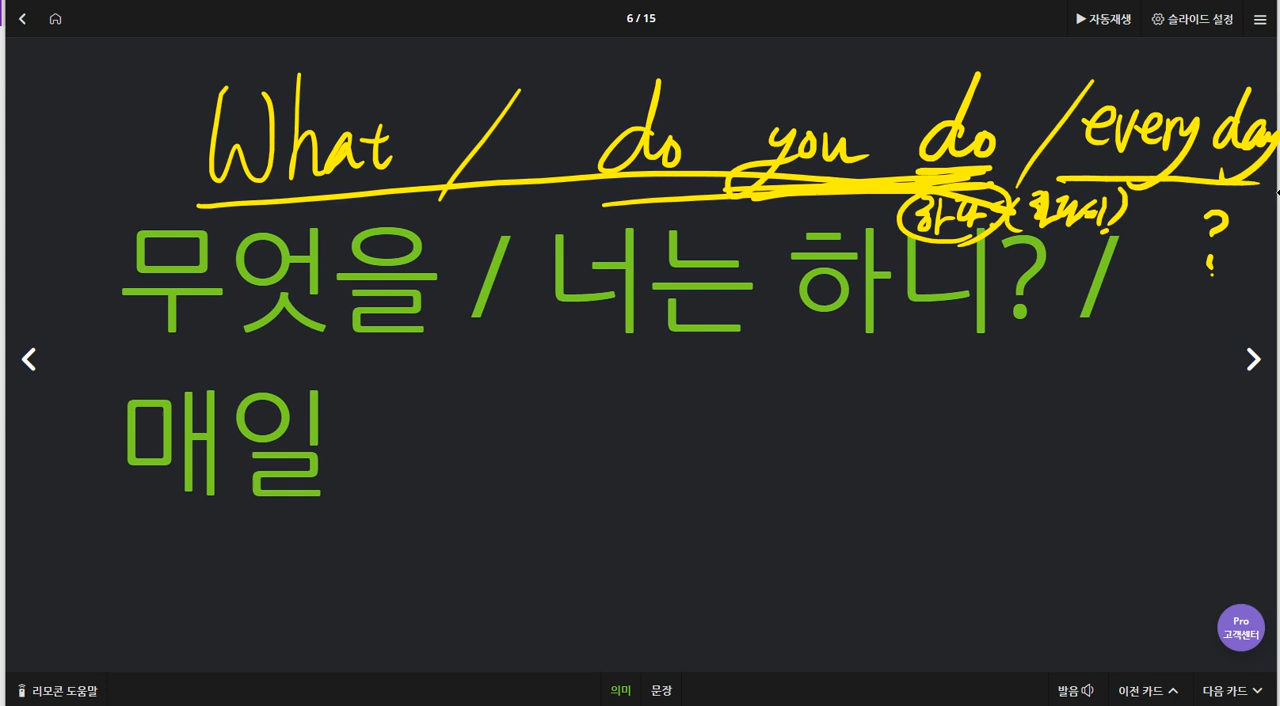 6 / 15
자동재생
슬라이드 설정
What / do you do / every day
하다 (현재)
?
무엇을 / 너는 하니? /
매일
Pro
고객센터
리모콘 도움말
의미
문장
발음
이전 카드
다음 카드